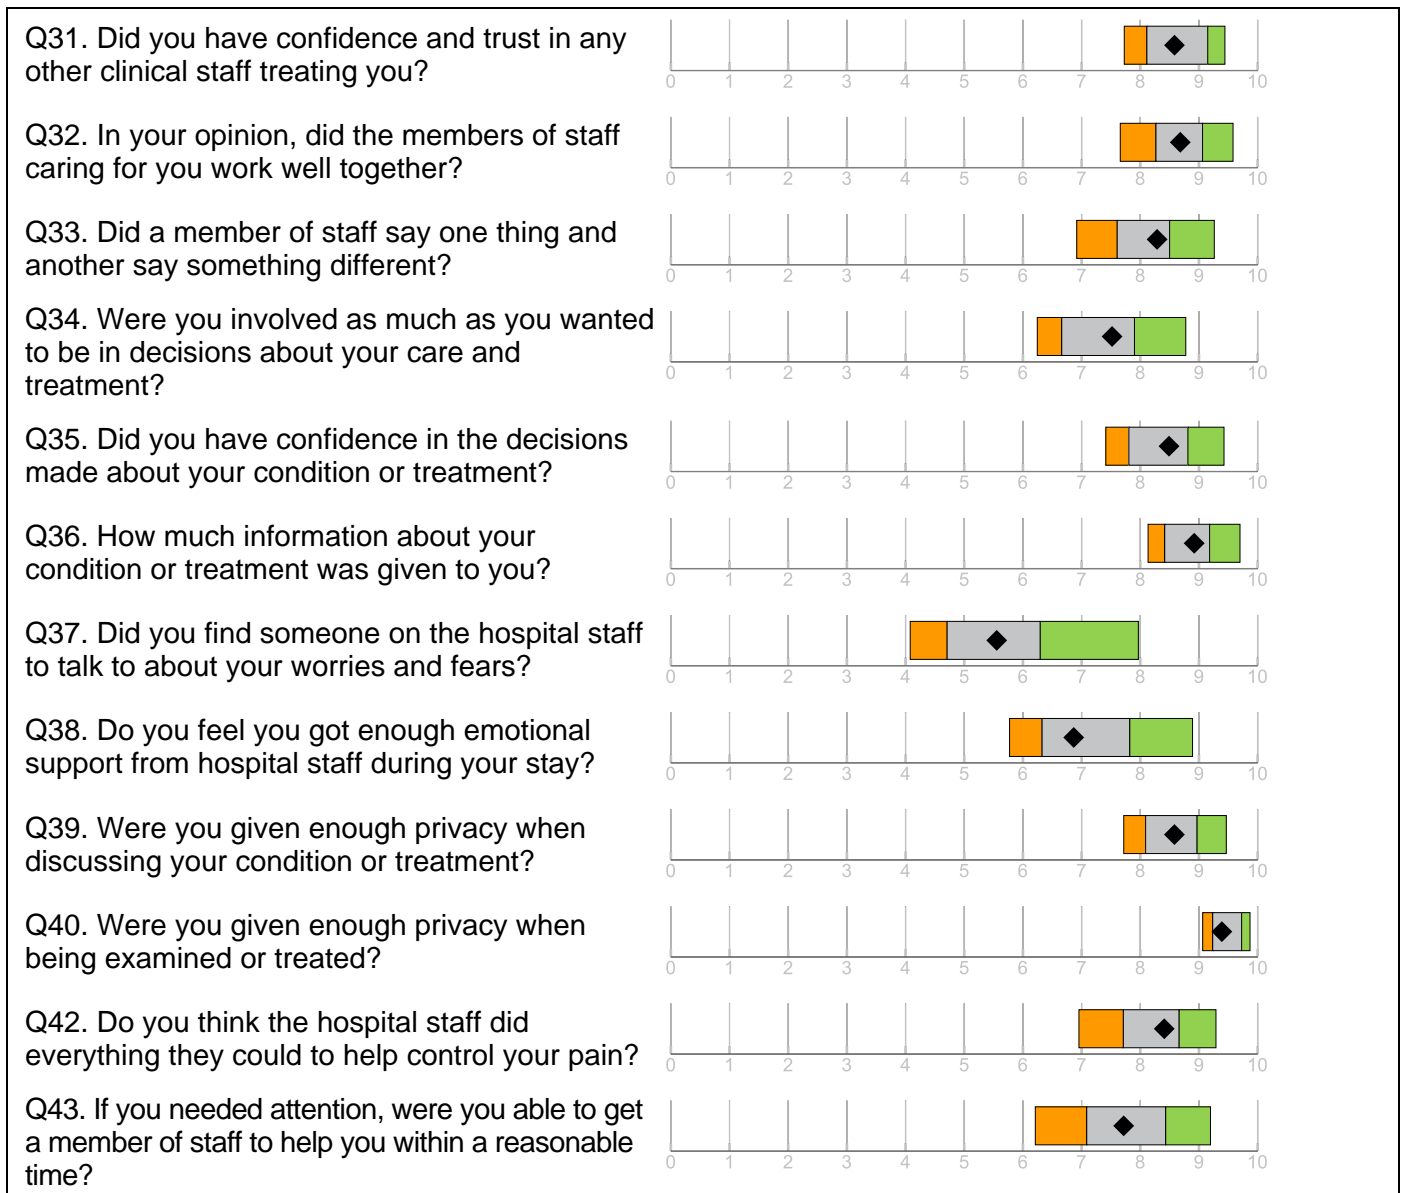 Q31. Did you have confidence and trust in any
other clinical staff treating you?
0 1 2 3 4 5 6 7 8 9 10
Q32. In your opinion, did the members of staff
caring for you work well together?
0 1 2 3 4 5 6 7 8 9 10
Q33. Did a member of staff say one thing and
another say something different?
0 1 2 3 4 5 6 7 8 9 10
Q34. Were you involved as much as you wanted
to be in decisions about your care and
treatment?
0 1 2 3 4 5 6 7 8 9 10
Q35. Did you have confidence in the decisions
made about your condition or treatment?
0 1 2 3 4 5 6 7 8 9 10
Q36. How much information about your
condition or treatment was given to you?
0 1 2 3 4 5 6 7 8 9 10
Q37. Did you find someone on the hospital staff
to talk to about your worries and fears?
0 1 2 3 4 5 6 7 8 9 10
Q38. Do you feel you got enough emotional
support from hospital staff during your stay?
0 1 2 3 4 5 6 7 8 9 10
Q39. Were you given enough privacy when
discussing your condition or treatment?
0 1 2 3 4 5 6 7 8 9 10
Q40. Were you given enough privacy when
being examined or treated?
0 1 2 3 4 5 6 7 8 9 10
Q42. Do you think the hospital staff did
everything they could to help control your pain?
0 1 2 3 4 5 6 7 8 9 10
Q43. If you needed attention, were you able to get
a member of staff to help you within a reasonable
time?
0 1 2 3 4 5 6 7 8 9 10